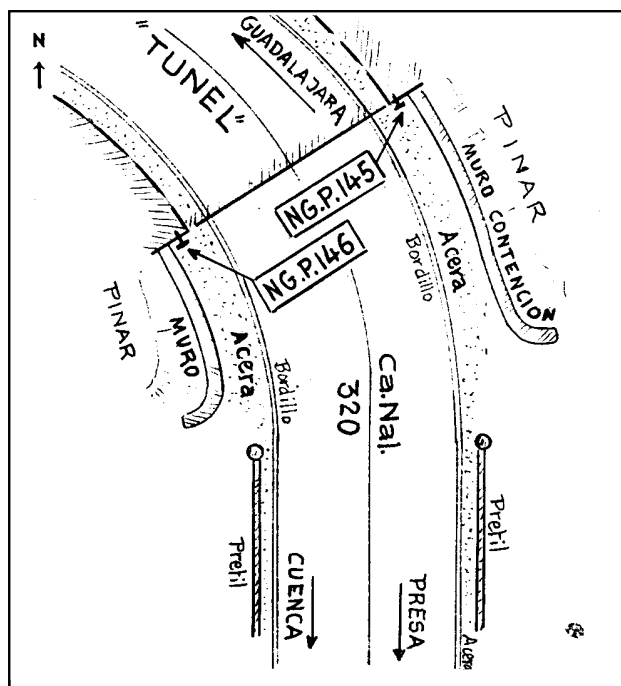 N
"TUNEL"
GUADALAJARA
NG.P.145
NG.P.146
PINAR
MURO CONTENCION
Acera
Bordillo
PINAR
MURO
Acera
Bordillo
Ca.Nal.
320
Pretil
Pretil
CUENCA
PRESA
Acera